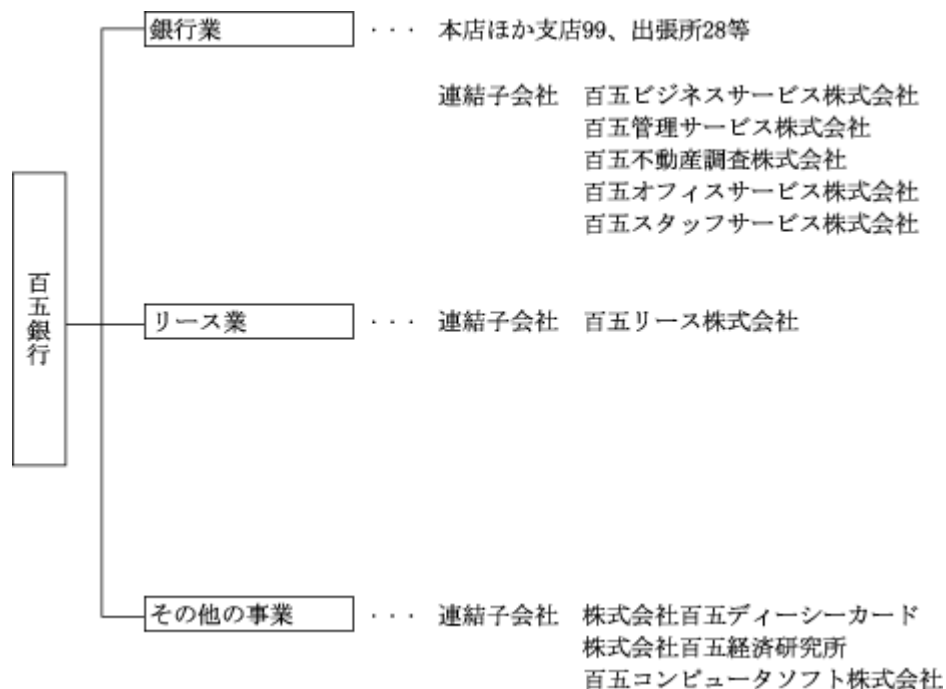 銀行業 ・・・ 本店ほか支店99、出張所28等
連結子会社 百五ビジネスサービス株式会社
百五管理サービス株式会社
百五不動産調査株式会社
百五オフィスサービス株式会社
百五スタッフサービス株式会社
百五銀行
リース業 ・・・ 連結子会社 百五リース株式会社
その他の事業 ・・・ 連結子会社 株式会社百五ディーシーカード
株式会社百五経済研究所
百五コンピュータソフト株式会社